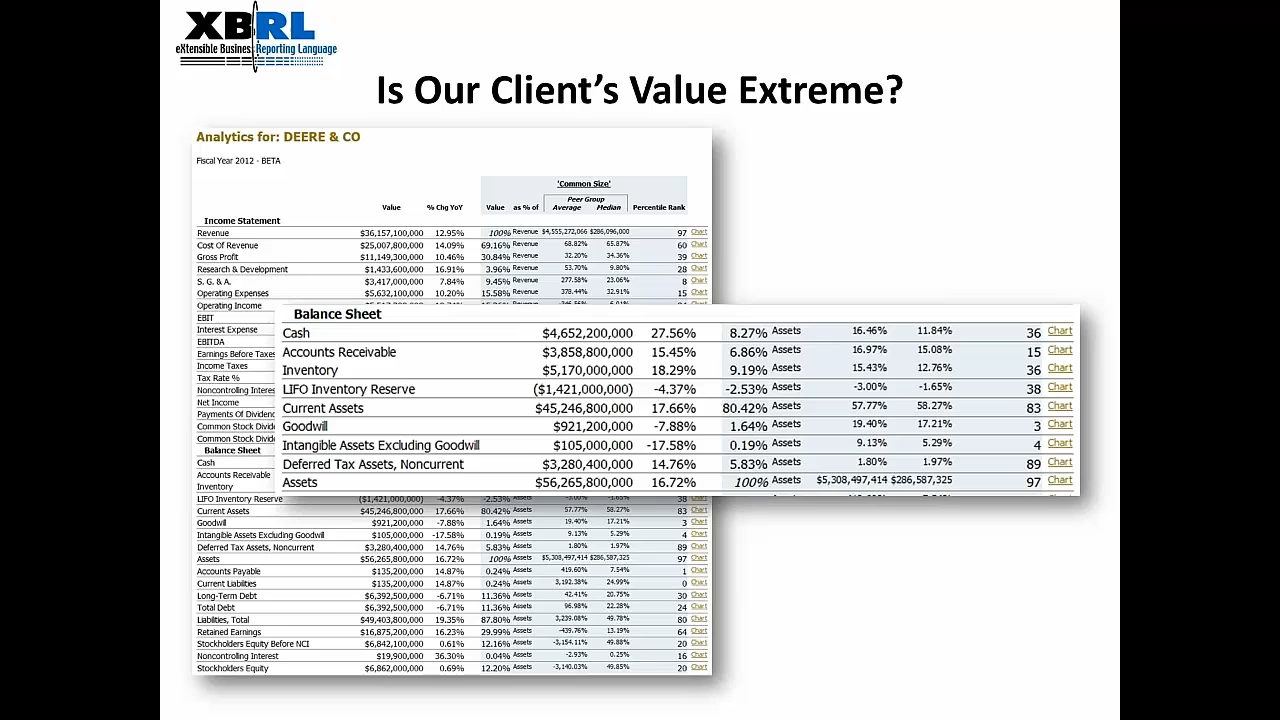 XBRL
eXtensible Business Reporting Language
Is Our Client's Value Extreme?
Analytics for: DEERE & CO
Fiscal Year 2012 - BETA
'Common Size'
Peer Group
Value % Chg YoY Value as % of Average Median Percentile Rank
Income Statement
Revenue $36,157,100,000 12.95% 100% Revenue $4,555,272,066 $286,096,000 97 Chart
Cost Of Revenue $25,007,800,000 14.09% 69.16% Revenue 68.82% 65.87% 60 Chart
Gross Profit $11,149,300,000 10.46% 30.84% Revenue 32.20% 34.36% 39 Chart
Research & Development $1,433,600,000 16.91% 3.96% Revenue 53.70% 9.80% 28 Chart
S. G. & A. $3,417,000,000 7.84% 9.45% Revenue 277.58% 23.06% 8 Chart
Operating Expenses $5,632,100,000 10.20% 15.58% Revenue 378.44% 32.91% 15 Chart
Operating Income
EBIT
Interest Expense
EBITDA
Earnings Before Taxes
Income Taxes
Tax Rate %
Noncontrolling Interes
Net Income
Payments Of Dividend
Common Stock Divide
Common Stock Divide
Balance Sheet
Cash
Accounts Receivable
Inventory
Balance Sheet
Cash $4,652,200,000 27.56% 8.27% Assets 16.46% 11.84% 36 Chart
Accounts Receivable $3,858,800,000 15.45% 6.86% Assets 16.97% 15.08% 15 Chart
Inventory $5,170,000,000 18.29% 9.19% Assets 15.43% 12.76% 36 Chart
LIFO Inventory Reserve ($1,421,000,000) -4.37% -2.53% Assets -3.00% -1.65% 38 Chart
Current Assets $45,246,800,000 17.66% 80.42% Assets 57.77% 58.27% 83 Chart
Goodwill $921,200,000 -7.88% 1.64% Assets 19.40% 17.21% 3 Chart
Intangible Assets Excluding Goodwill $105,000,000 -17.58% 0.19% Assets 9.13% 5.29% 4 Chart
Deferred Tax Assets, Noncurrent $3,280,400,000 14.76% 5.83% Assets 1.80% 1.97% 89 Chart
Assets $56,265,800,000 16.72% 100% Assets $5,308,497,414 $286,587,325 97 Chart
LIFO Inventory Reserve ($1,421,000,000) -4.37% -2.53% Assets -3.00% -1.65% 38 Chart
Current Assets $45,246,800,000 17.66% 80.42% Assets 57.77% 58.27% 83 Chart
Goodwill $921,200,000 -7.88% 1.64% Assets 19.40% 17.21% 3 Chart
Intangible Assets Excluding Goodwill $105,000,000 -17.58% 0.19% Assets 9.13% 5.29% 4 Chart
Deferred Tax Assets, Noncurrent $3,280,400,000 14.76% 5.83% Assets 1.80% 1.97% 89 Chart
Assets $56,265,800,000 16.72% 100% Assets $5,308,497,414 $286,587,325 97 Chart
Accounts Payable $135,200,000 14.87% 0.24% Assets 419.60% 7.54% 1 Chart
Current Liabilities $135,200,000 14.87% 0.24% Assets 3,192.38% 24.99% 0 Chart
Long-Term Debt $6,392,500,000 -6.71% 11.36% Assets 42.41% 20.75% 30 Chart
Total Debt $6,392,500,000 -6.71% 11.36% Assets 96.98% 22.28% 24 Chart
Liabilities, Total $49,403,800,000 19.35% 87.80% Assets 3,239.08% 49.78% 80 Chart
Retained Earnings $16,875,200,000 16.23% 29.99% Assets -439.76% 13.19% 64 Chart
Stockholders Equity Before NCI $6,842,100,000 0.61% 12.16% Assets -3,154.11% 49.88% 20 Chart
Noncontrolling Interest $19,900,000 36.30% 0.04% Assets -2.93% 0.25% 16 Chart
Stockholders Equity $6,862,000,000 0.69% 12.20% Assets -3,140.03% 49.85% 20 Chart